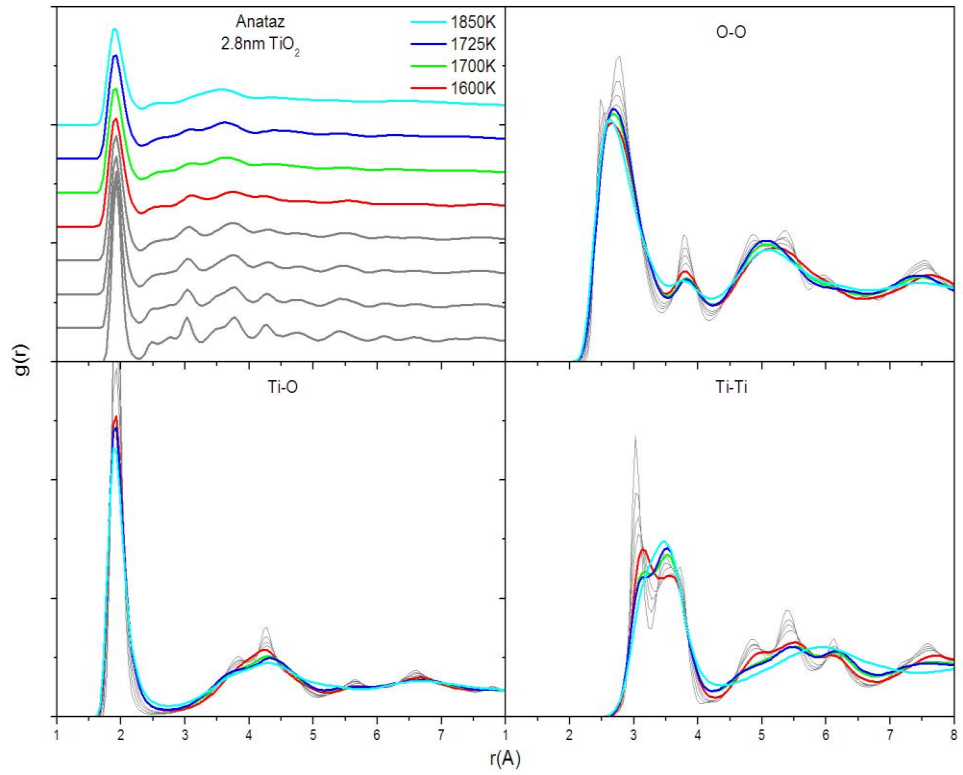 Anataz
2.8nm TiO₂
1850K
1725K
1700K
1600K
O-O
g(r)
Ti-O
Ti-Ti
1 2 3 4 5 6 7 1 2 3 4 5 6 7 8
r(A)